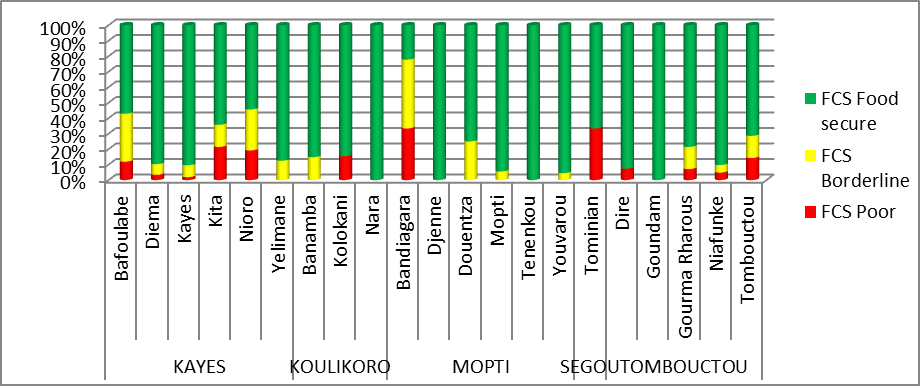 100%
90%
80%
70%
60%
50%
40%
30%
20%
10%
0%
Bafoulabe
Diema
Kayes
Kita
Nioro
Yelimane
Banamba
Kolokani
Nara
Bandiagara
Djenne
Douentza
Mopti
Tenenkou
Youvarou
Tominian
Dire
Goundam
Gourma Rharous
Niafunke
Tombouctou
KAYES
KOULIKORO
MOPTI
SEGOU
TOMBOUCTOU
FCS Food
secure
FCS
Borderline
FCS Poor